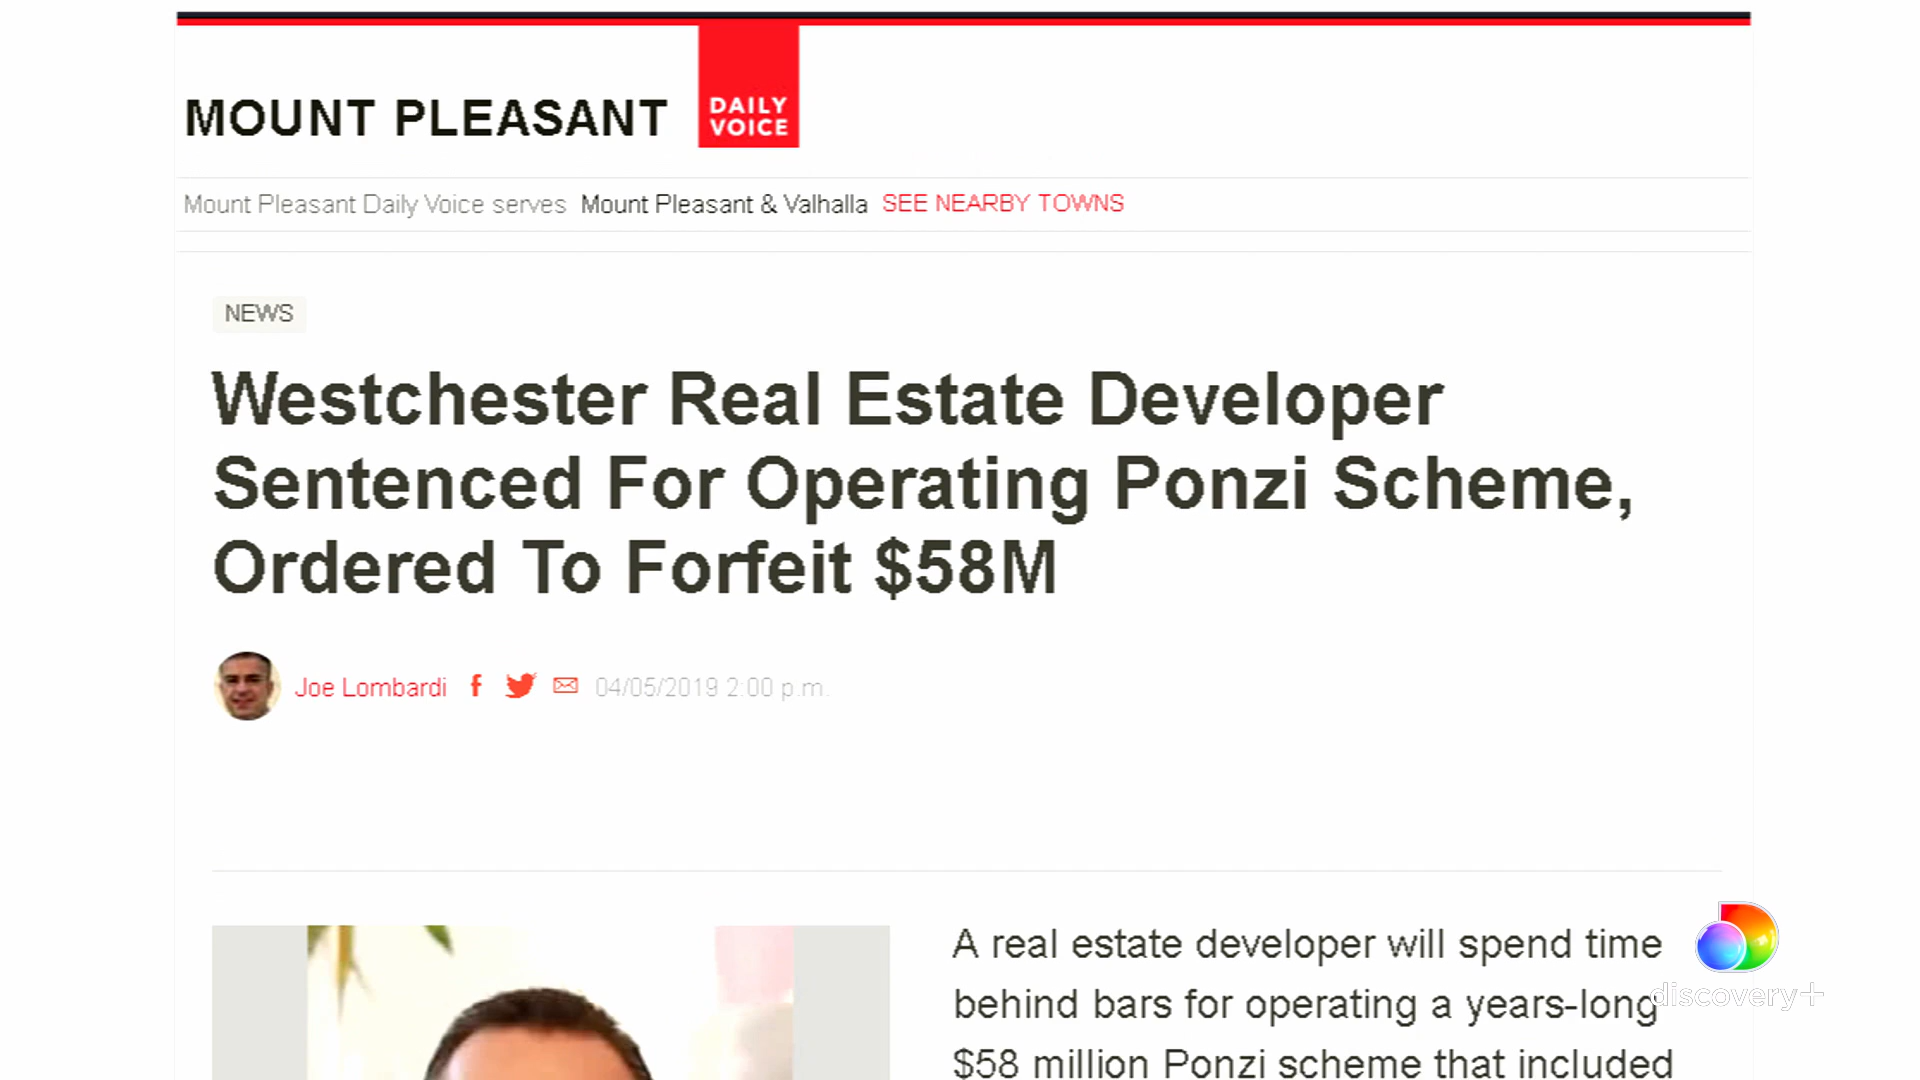 MOUNT PLEASANT
DAILY
VOICE
Mount Pleasant Daily Voice serves Mount Pleasant & Valhalla SEE NEARBY TOWNS
NEWS
Westchester Real Estate Developer
Sentenced For Operating Ponzi Scheme,
Ordered To Forfeit $58M
Joe Lombardi f 04/05/2019 2:00 p.m.
A real estate developer will spend time
behind bars for operating a years-long
$58 million Ponzi scheme that included
discovery+